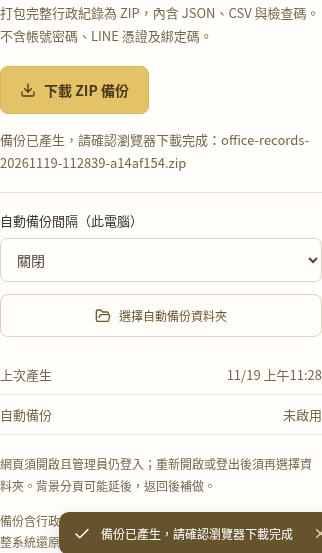 打包完整行政紀錄為 ZIP，內含 JSON、CSV 與檢查碼。
不含帳號密碼、LINE 憑證及綁定碼。
下載 ZIP 備份
備份已產生，請確認瀏覽器下載完成：office-records-
20261119-112839-a14af154.zip
自動備份間隔（此電腦）
關閉
選擇自動備份資料夾
上次產生 11/19 上午11:28
自動備份 未啟用
網頁須開啟且管理員仍登入；重新開啟或登出後須再選擇資
料夾。背景分頁可能延後，返回後補做。
備份含行政
整系統還原
備份已產生，請確認瀏覽器下載完成